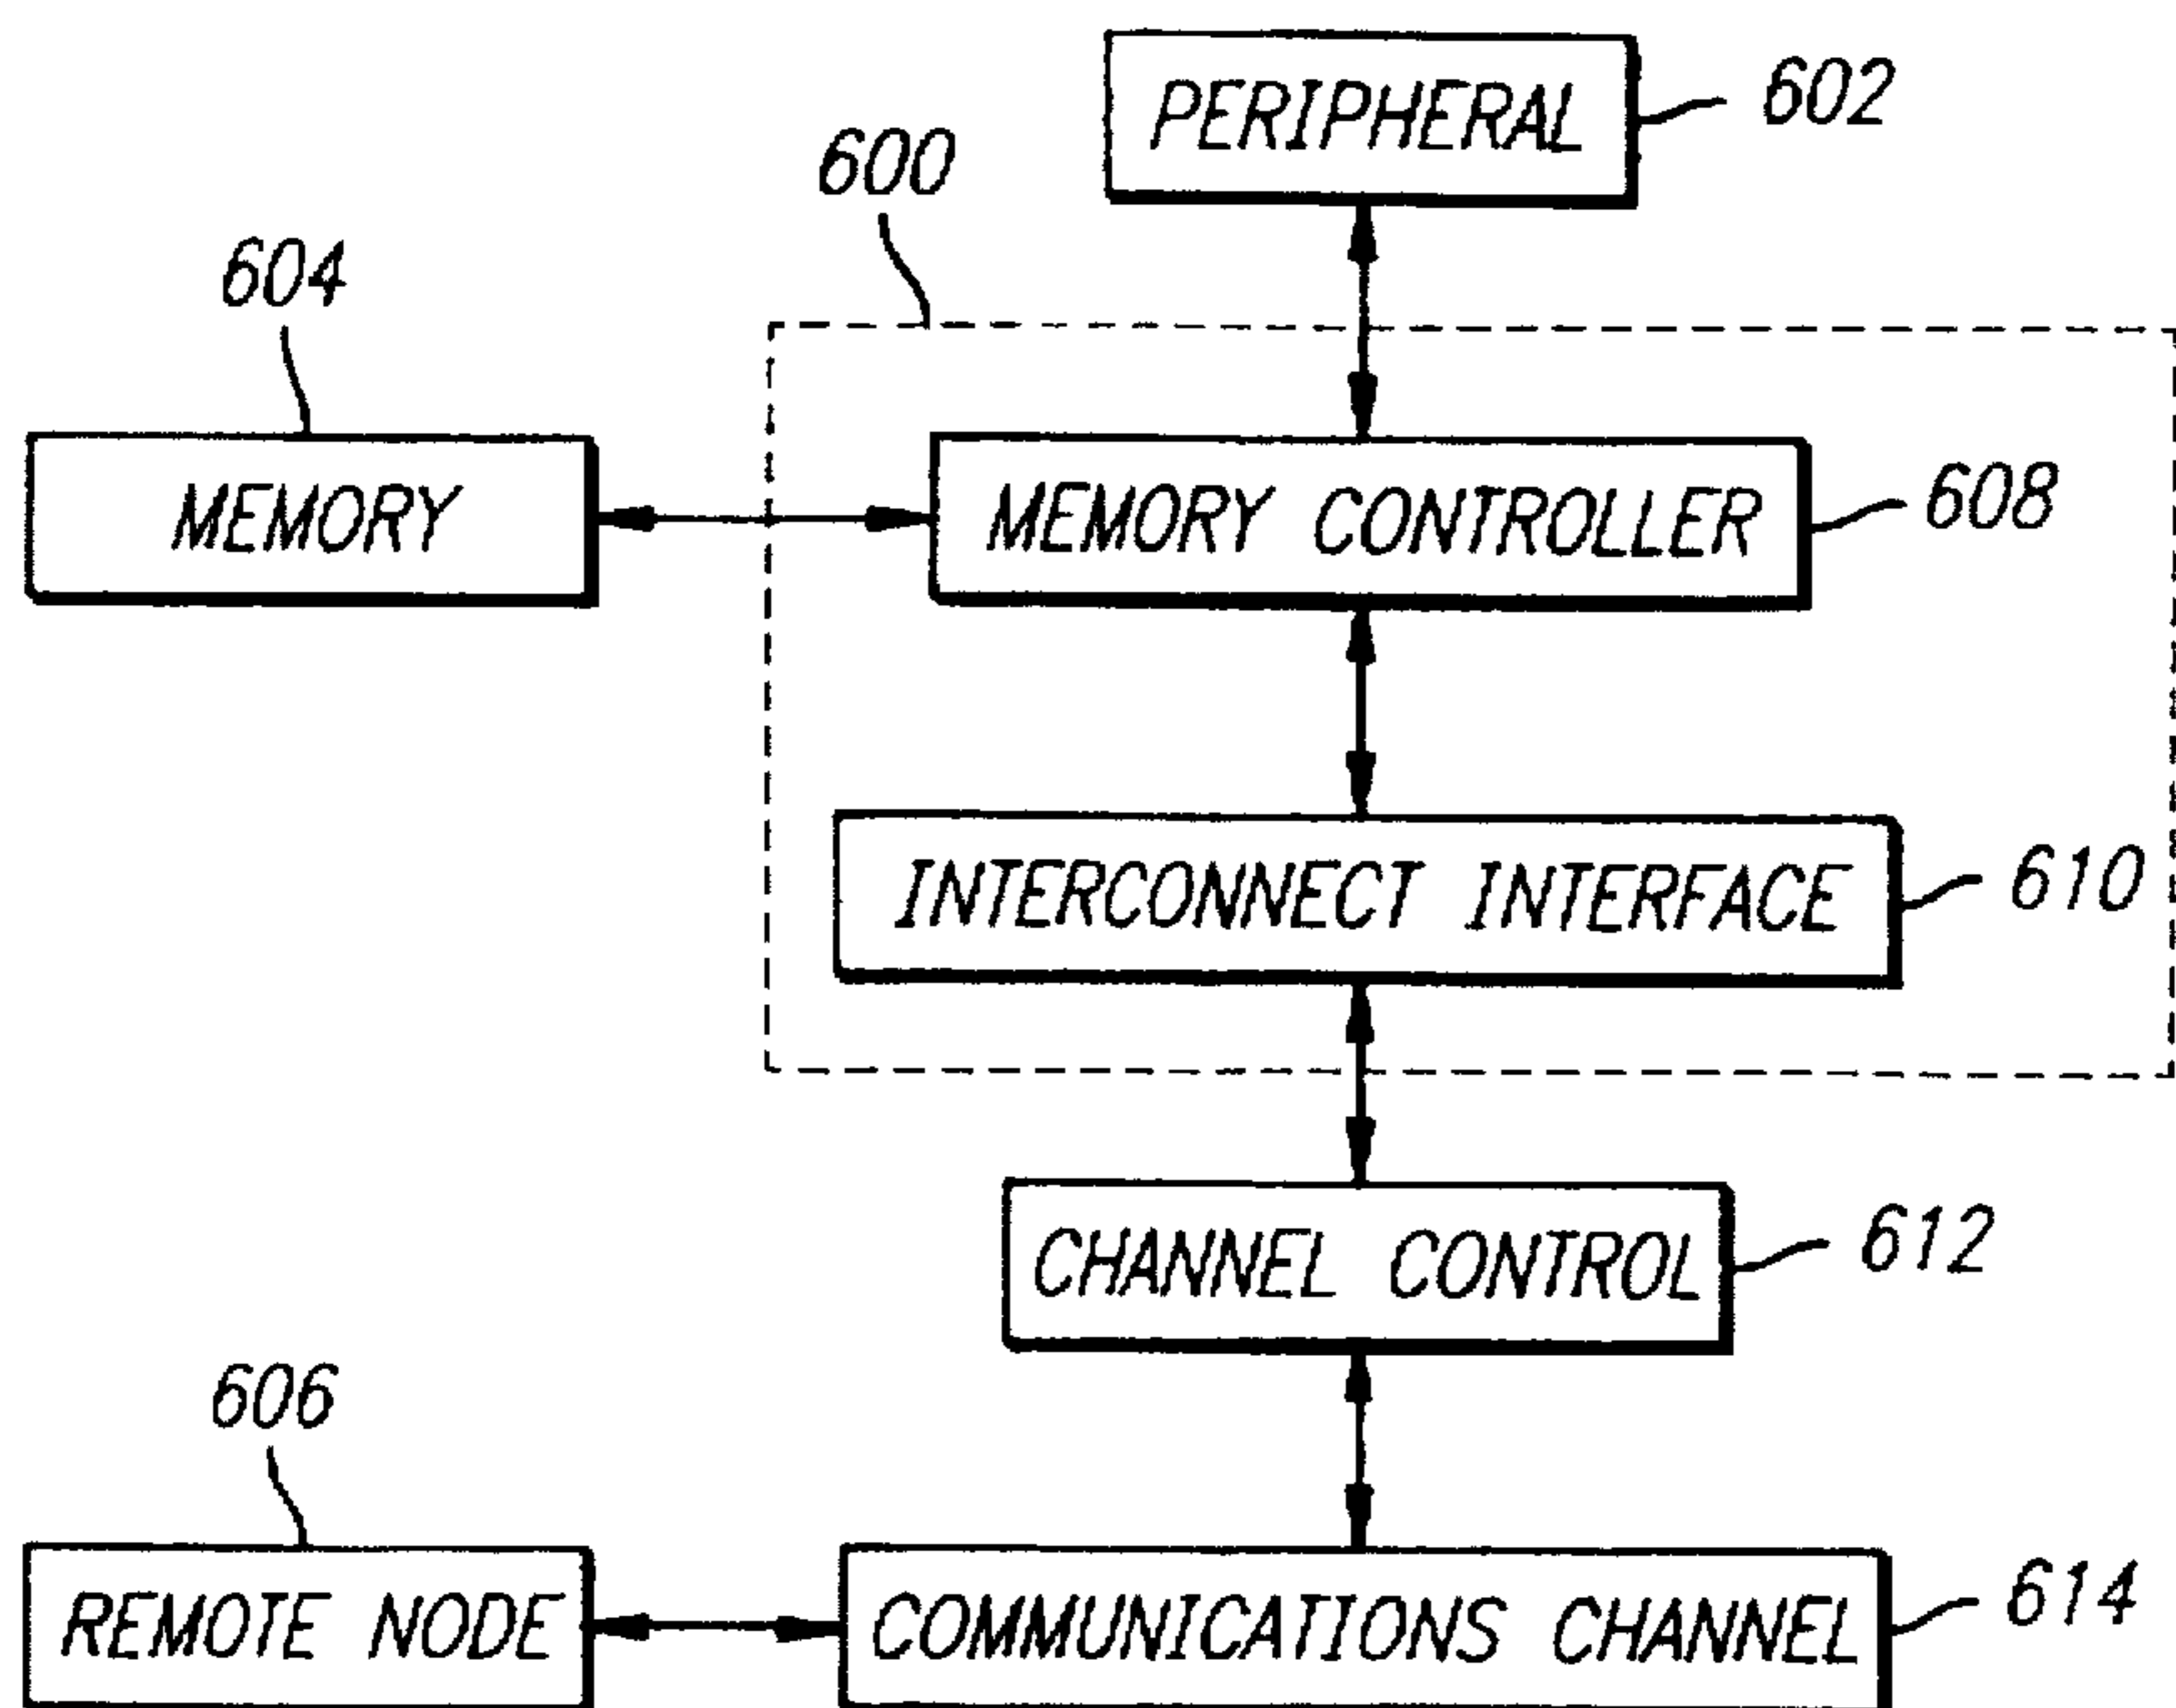 PERIPHERAL
602
600
604
MEMORY
MEMORY CONTROLLER
608
INTERCONNECT INTERFACE
610
CHANNEL CONTROL
612
606
REMOTE NODE
COMMUNICATIONS CHANNEL
614